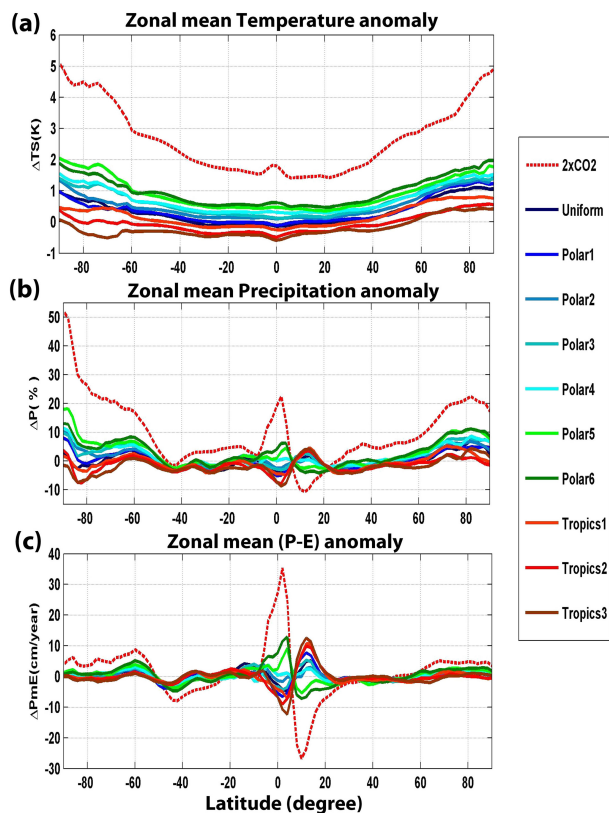 (a) Zonal mean Temperature anomaly
6
5
4
3
2
1
0
-1
△TS(K)
-80 -60 -40 -20 0 20 40 60 80
(b) Zonal mean Precipitation anomaly
50
40
30
20
10
0
-10
△P( % )
-80 -60 -40 -20 0 20 40 60 80
(c) Zonal mean (P-E) anomaly
40
30
20
10
0
-10
-20
-30
△PmE(cm/year)
-80 -60 -40 -20 0 20 40 60 80
Latitude (degree)
2xCO2
Uniform
Polar1
Polar2
Polar3
Polar4
Polar5
Polar6
Tropics1
Tropics2
Tropics3